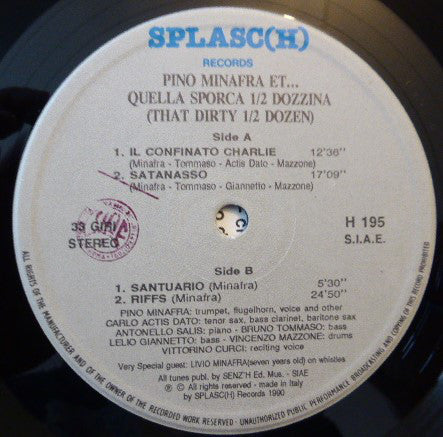 SPLASC(H)
RECORDS
PINO MINAFRA ET...
QUELLA SPORCA 1/2 DOZZINA
(THAT DIRTY 1/2 DOZEN)
Side A
1. IL CONFINATO CHARLIE 12'36"
(Minafra - Tommaso - Actis Dato - Mazzone)
2. SATANASSO 17'09"
(Minafra - Tommaso - Giannetto - Mazzone)
33 GIRI
STEREO
H 195
S.I.A.E.
Side B
1. SANTUARIO (Minafra) 5'30"
2. RIFFS (Minafra) 24'50"
PINO MINAFRA: trumpet, flugelhorn, voice and other
CARLO ACTIS DATO: tenor sax, bass clarinet, baritone sax
ANTONELLO SALIS: piano - BRUNO TOMMASO: bass
LELIO GIANNETTO: bass - VINCENZO MAZZONE: drums
VITTORINO CURCI: reciting voice
Very Special guest: LIVIO MINAFRA (seven years old) on whistles
All tunes publ. by SENZ'H Ed. Mus. - SIAE
℗ © All rights reserved - made in Italy
by SPLASC(H) Records 1990
ALL RIGHTS OF THE MANUFACTURER AND OF THE OWNER OF THE RECORDED WORK RESERVED - UNAUTHORIZED PUBLIC PERFORMANCE BROADCASTING AND COPYING OF THIS RECORD PROHIBITED